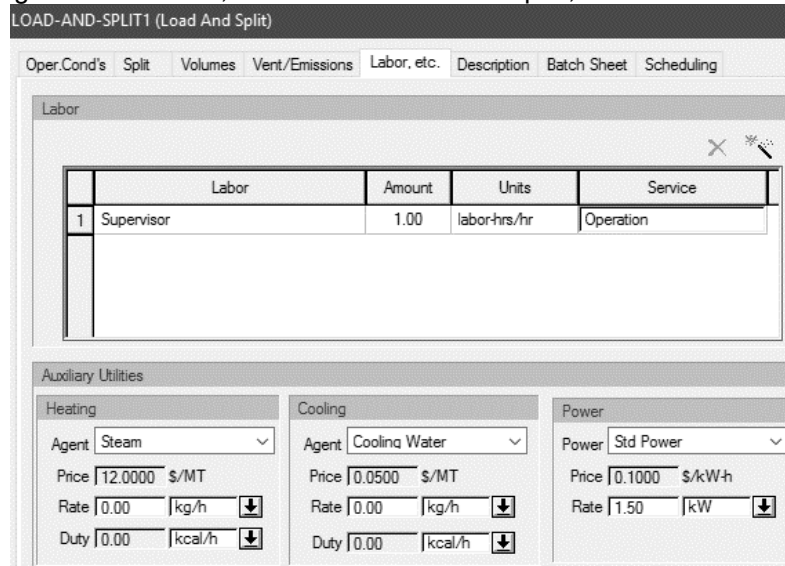 LOAD-AND-SPLIT1 (Load And Split)
Oper.Cond's Split Volumes Vent/Emissions Labor, etc. Description Batch Sheet Scheduling
Labor
Labor Amount Units Service
1 Supervisor 1.00 labor-hrs/hr Operation
Auxiliary Utilities
Heating Cooling Power
Agent Steam Agent Cooling Water Power Std Power
Price 12.0000 $/MT Price 0.0500 $/MT Price 0.1000 $/kW-h
Rate 0.00 kg/h Rate 0.00 kg/h Rate 1.50 kW
Duty 0.00 kcal/h Duty 0.00 kcal/h